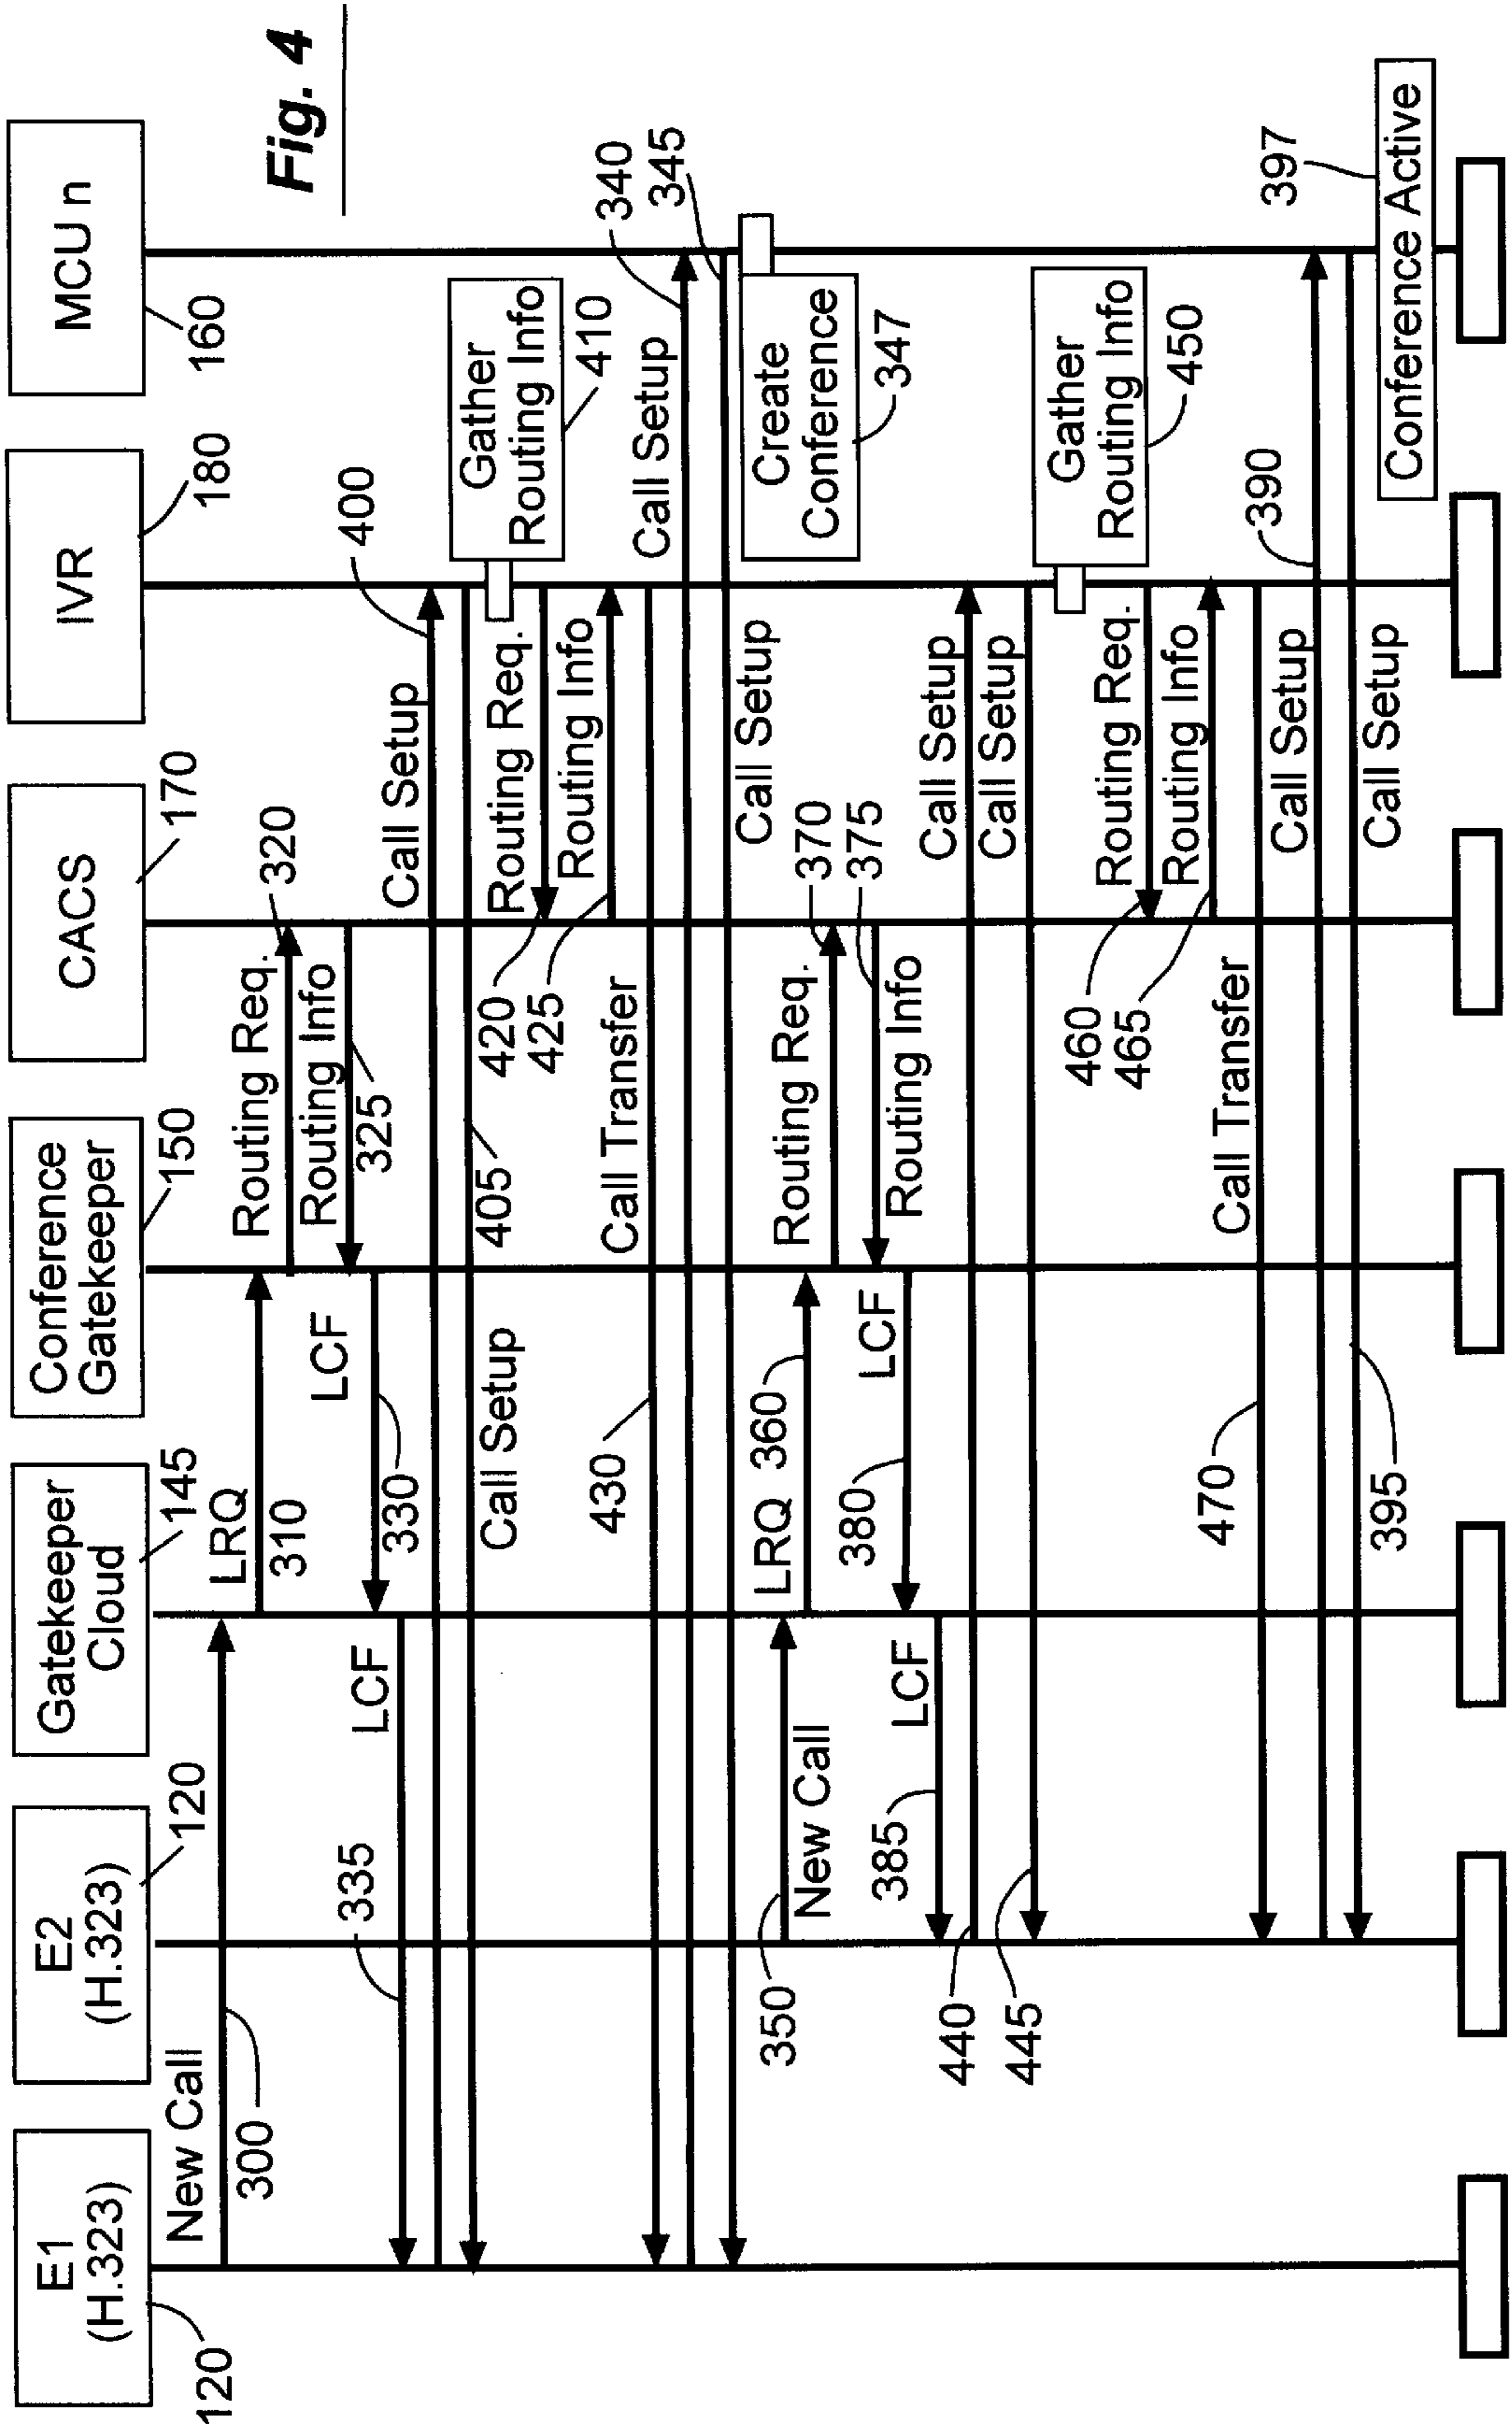 Fig. 4
E1
(H.323)
120
E2
(H.323)
120
Gatekeeper
Cloud
145
Conference
Gatekeeper
150
CACS
170
IVR
180
MCU n
160
New Call
300
LRQ
310
Routing Req.
320
Routing Info
325
LCF
330
LCF
335
Call Setup
400
405
Call Setup
Gather
Routing Info
410
Routing Req.
420
Routing Info
425
Call Transfer
430
Call Setup
340
345
Call Setup
Create
Conference
347
350
New Call
LRQ
360
Routing Req.
370
375
Routing Info
LCF
380
LCF
385
Call Setup
440
Call Setup
445
Gather
Routing Info
450
Routing Req.
460
Routing Info
465
Call Transfer
470
Call Setup
390
Call Setup
395
397
Conference Active